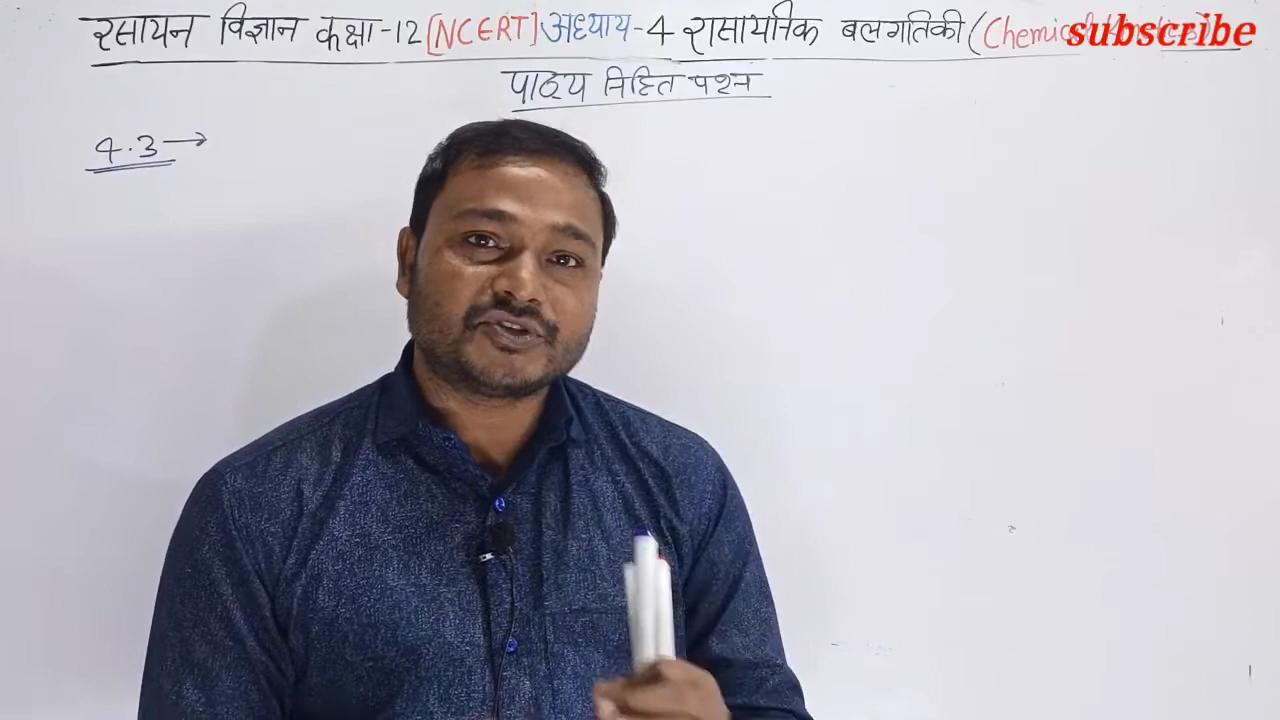 रसायन विज्ञान कक्षा-12 [NCERT] अध्याय-4 रासायनिक बलगतिकी (Chemical
subscribe
पाठ्य निहित प्रश्न
4.3→